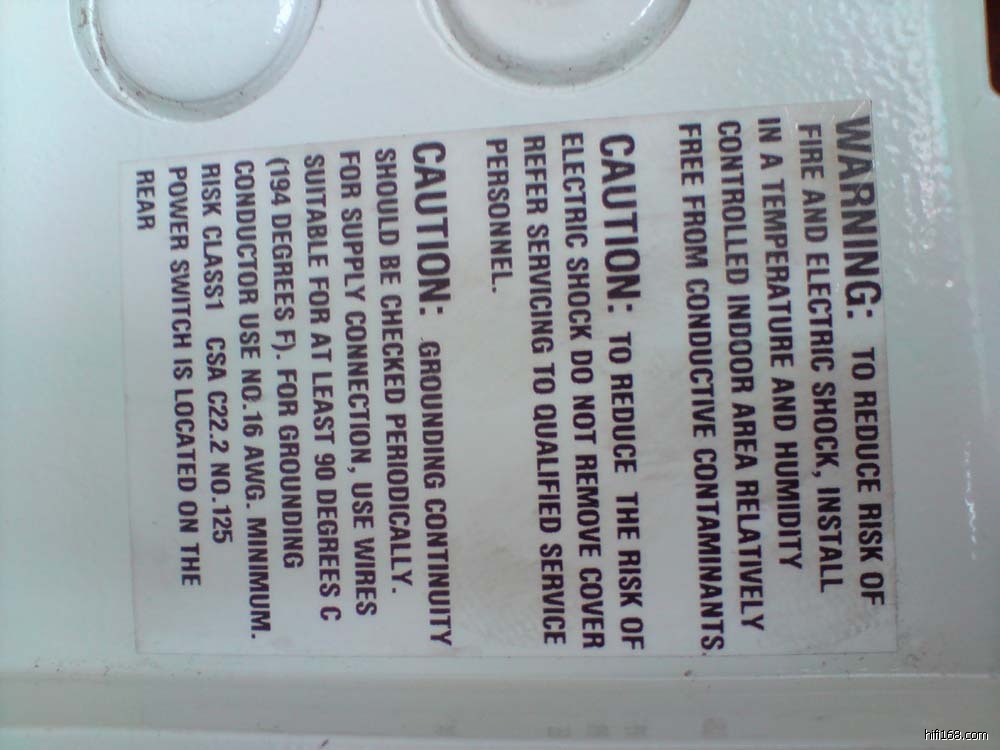 WARNING: TO REDUCE RISK OF
FIRE AND ELECTRIC SHOCK, INSTALL
IN A TEMPERATURE AND HUMIDITY
CONTROLLED INDOOR AREA RELATIVELY
FREE FROM CONDUCTIVE CONTAMINANTS.
CAUTION: TO REDUCE THE RISK OF
ELECTRIC SHOCK DO NOT REMOVE COVER
REFER SERVICING TO QUALIFIED SERVICE
PERSONNEL.
CAUTION: GROUNDING CONTINUITY
SHOULD BE CHECKED PERIODICALLY.
FOR SUPPLY CONNECTION, USE WIRES
SUITABLE FOR AT LEAST 90 DEGREES C
(194 DEGREES F). FOR GROUNDING
CONDUCTOR USE NO.16 AWG. MINIMUM.
RISK CLASS1 CSA C22.2 NO.125
POWER SWITCH IS LOCATED ON THE
REAR
hifi168.com